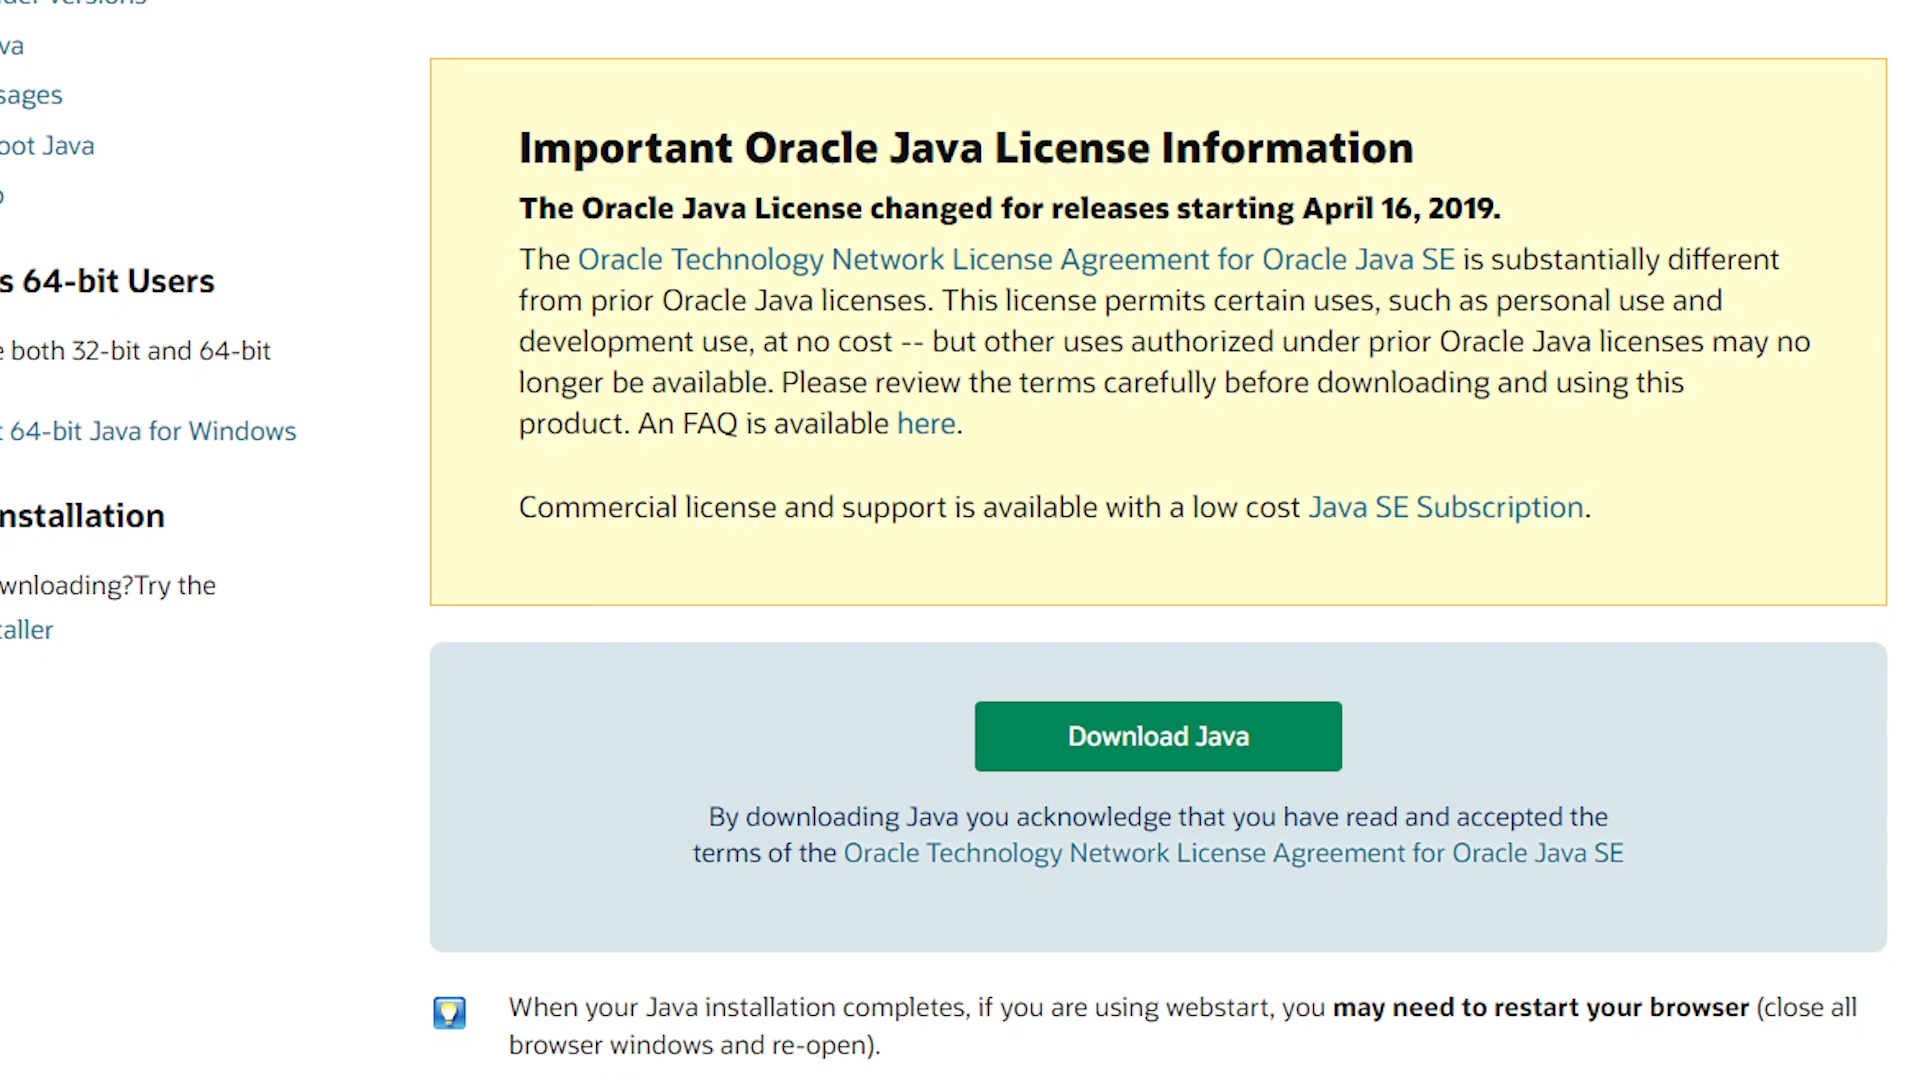 va
sages
oot Java
s 64-bit Users
e both 32-bit and 64-bit
t 64-bit Java for Windows
nstallation
wnloading?Try the
taller
Important Oracle Java License Information
The Oracle Java License changed for releases starting April 16, 2019.
The Oracle Technology Network License Agreement for Oracle Java SE is substantially different
from prior Oracle Java licenses. This license permits certain uses, such as personal use and
development use, at no cost -- but other uses authorized under prior Oracle Java licenses may no
longer be available. Please review the terms carefully before downloading and using this
product. An FAQ is available here.
Commercial license and support is available with a low cost Java SE Subscription.
Download Java
By downloading Java you acknowledge that you have read and accepted the
terms of the Oracle Technology Network License Agreement for Oracle Java SE
When your Java installation completes, if you are using webstart, you may need to restart your browser (close all
browser windows and re-open).